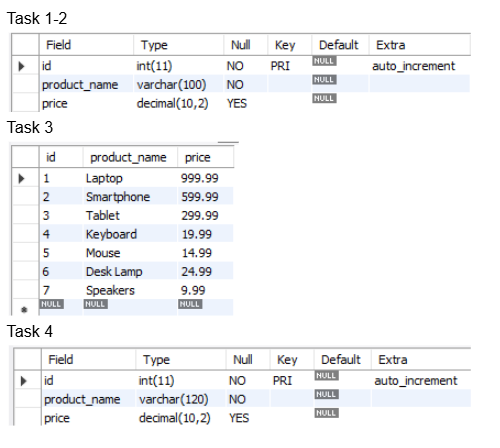 Task 1-2
Field Type Null Key Default Extra
id int(11) NO PRI NULL auto_increment
product_name varchar(100) NO NULL
price decimal(10,2) YES NULL
Task 3
id product_name price
1 Laptop 999.99
2 Smartphone 599.99
3 Tablet 299.99
4 Keyboard 19.99
5 Mouse 14.99
6 Desk Lamp 24.99
7 Speakers 9.99
NULL NULL NULL
Task 4
Field Type Null Key Default Extra
id int(11) NO PRI NULL auto_increment
product_name varchar(120) NO NULL
price decimal(10,2) YES NULL